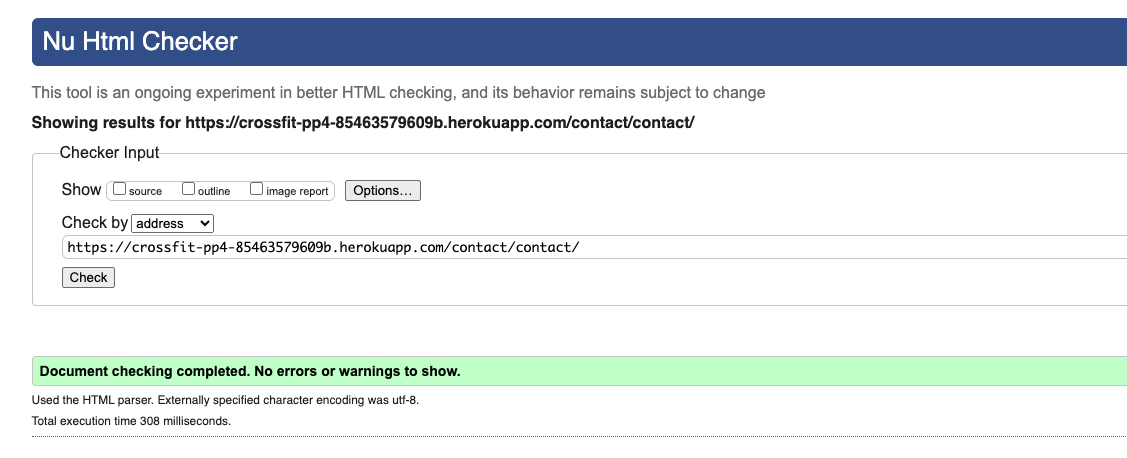 Nu Html Checker
This tool is an ongoing experiment in better HTML checking, and its behavior remains subject to change
Showing results for https://crossfit-pp4-85463579609b.herokuapp.com/contact/contact/
Checker Input
Show source outline image report Options...
Check by address
https://crossfit-pp4-85463579609b.herokuapp.com/contact/contact/
Check
Document checking completed. No errors or warnings to show.
Used the HTML parser. Externally specified character encoding was utf-8.
Total execution time 308 milliseconds.